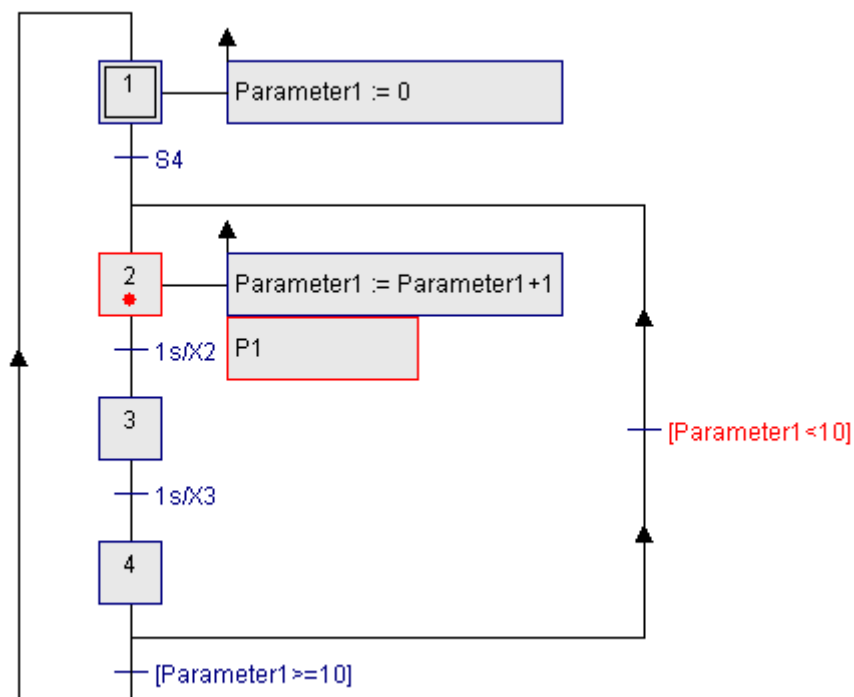 1
Parameter1 := 0
S4
2
Parameter1 := Parameter1+1
1s/X2
P1
3
[Parameter1<10]
1s/X3
4
[Parameter1>=10]